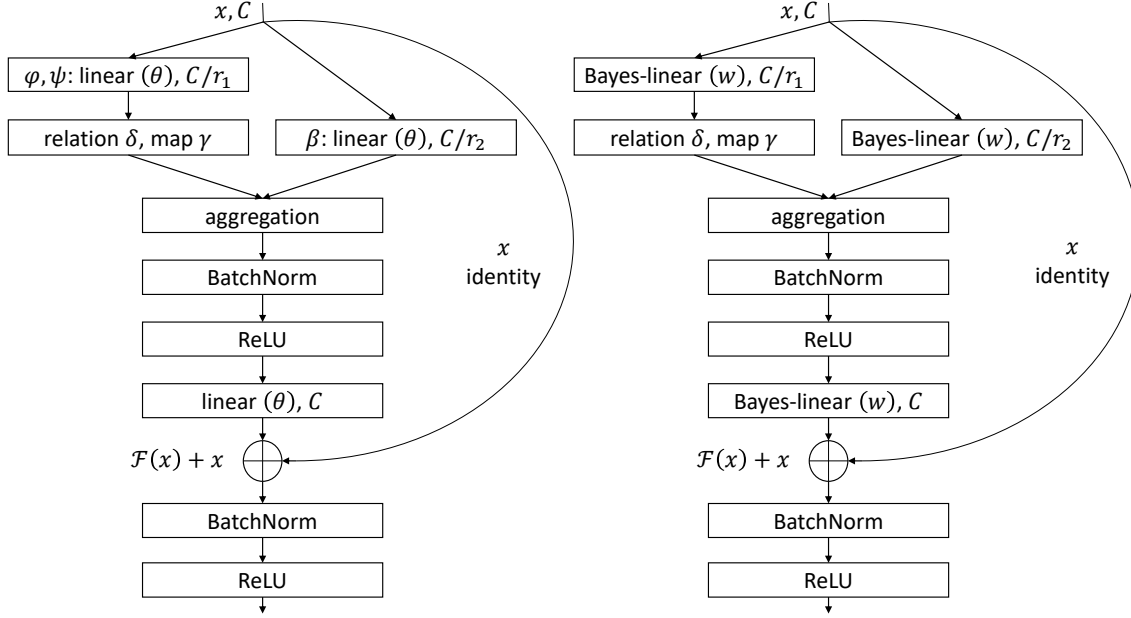 x, C
φ, ψ: linear (θ), C/r₁
relation δ, map γ
β: linear (θ), C/r₂
aggregation
BatchNorm
ReLU
linear (θ), C
ℱ(x) + x
BatchNorm
ReLU
x
identity
x, C
Bayes-linear (w), C/r₁
relation δ, map γ
Bayes-linear (w), C/r₂
aggregation
BatchNorm
ReLU
Bayes-linear (w), C
ℱ(x) + x
BatchNorm
ReLU
x
identity